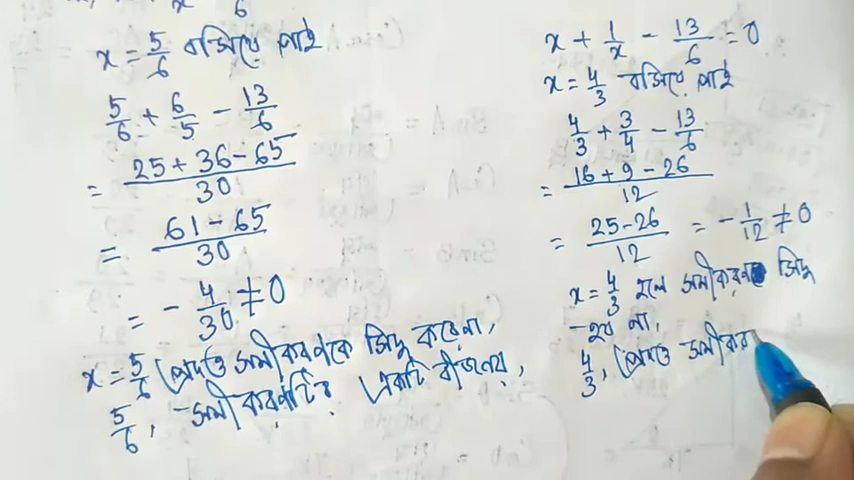 x 6
x = 5/6 বসিয়ে পাই
5/6 + 6/5 - 13/6
= 25 + 36 - 65 / 30
= 61 - 65 / 30
= - 4/30 ≠ 0
x = 5/6 প্রদত্ত সমীকরণকে সিদ্ধ করেনা,
5/6, সমীকরণটির একটি বীজ নয়,
x + 1/x - 13/6 = 0
x = 4/3 বসিয়ে পাই
4/3 + 3/4 - 13/6
= 16 + 9 - 26 / 12
= 25 - 26 / 12 = - 1/12 ≠ 0
x = 4/3 হলে সমীকরণ সিদ্ধ
হয় না,
4/3, প্রদত্ত সমীকর